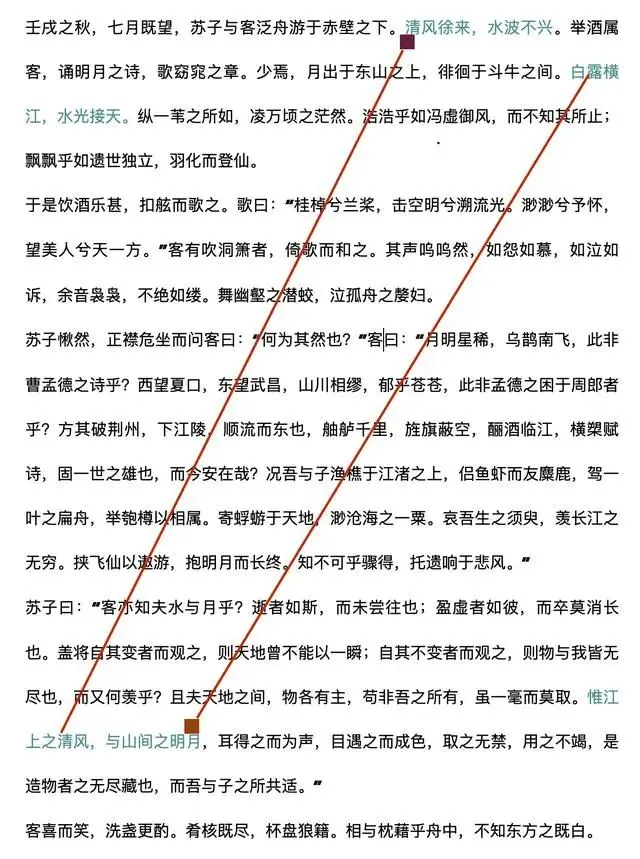 壬戌之秋，七月既望，苏子与客泛舟游于赤壁之下。清风徐来，水波不兴。举酒属
客，诵明月之诗，歌窈窕之章。少焉，月出于东山之上，徘徊于斗牛之间。白露横
江，水光接天。纵一苇之所如，凌万顷之茫然。浩浩乎如冯虚御风，而不知其所止；
飘飘乎如遗世独立，羽化而登仙。
于是饮酒乐甚，扣舷而歌之。歌曰：“桂棹兮兰桨，击空明兮溯流光。渺渺兮予怀，
望美人兮天一方。”客有吹洞箫者，倚歌而和之。其声呜呜然，如怨如慕，如泣如
诉，余音袅袅，不绝如缕。舞幽壑之潜蛟，泣孤舟之嫠妇。
苏子愀然，正襟危坐而问客曰：“何为其然也？”客曰：“月明星稀，乌鹊南飞，此非
曹孟德之诗乎？西望夏口，东望武昌，山川相缪，郁乎苍苍，此非孟德之困于周郎者
乎？方其破荆州，下江陵，顺流而东也，舳舻千里，旌旗蔽空，酾酒临江，横槊赋
诗，固一世之雄也，而今安在哉？况吾与子渔樵于江渚之上，侣鱼虾而友麋鹿，驾一
叶之扁舟，举匏樽以相属。寄蜉蝣于天地，渺沧海之一粟。哀吾生之须臾，羡长江之
无穷。挟飞仙以遨游，抱明月而长终。知不可乎骤得，托遗响于悲风。”
苏子曰：“客亦知夫水与月乎？逝者如斯，而未尝往也；盈虚者如彼，而卒莫消长
也。盖将自其变者而观之，则天地曾不能以一瞬；自其不变者而观之，则物与我皆无
尽也，而又何羡乎？且夫天地之间，物各有主，苟非吾之所有，虽一毫而莫取。惟江
上之清风，与山间之明月，耳得之而为声，目遇之而成色，取之无禁，用之不竭，是
造物者之无尽藏也，而吾与子之所共适。”
客喜而笑，洗盏更酌。肴核既尽，杯盘狼籍。相与枕藉乎舟中，不知东方之既白。